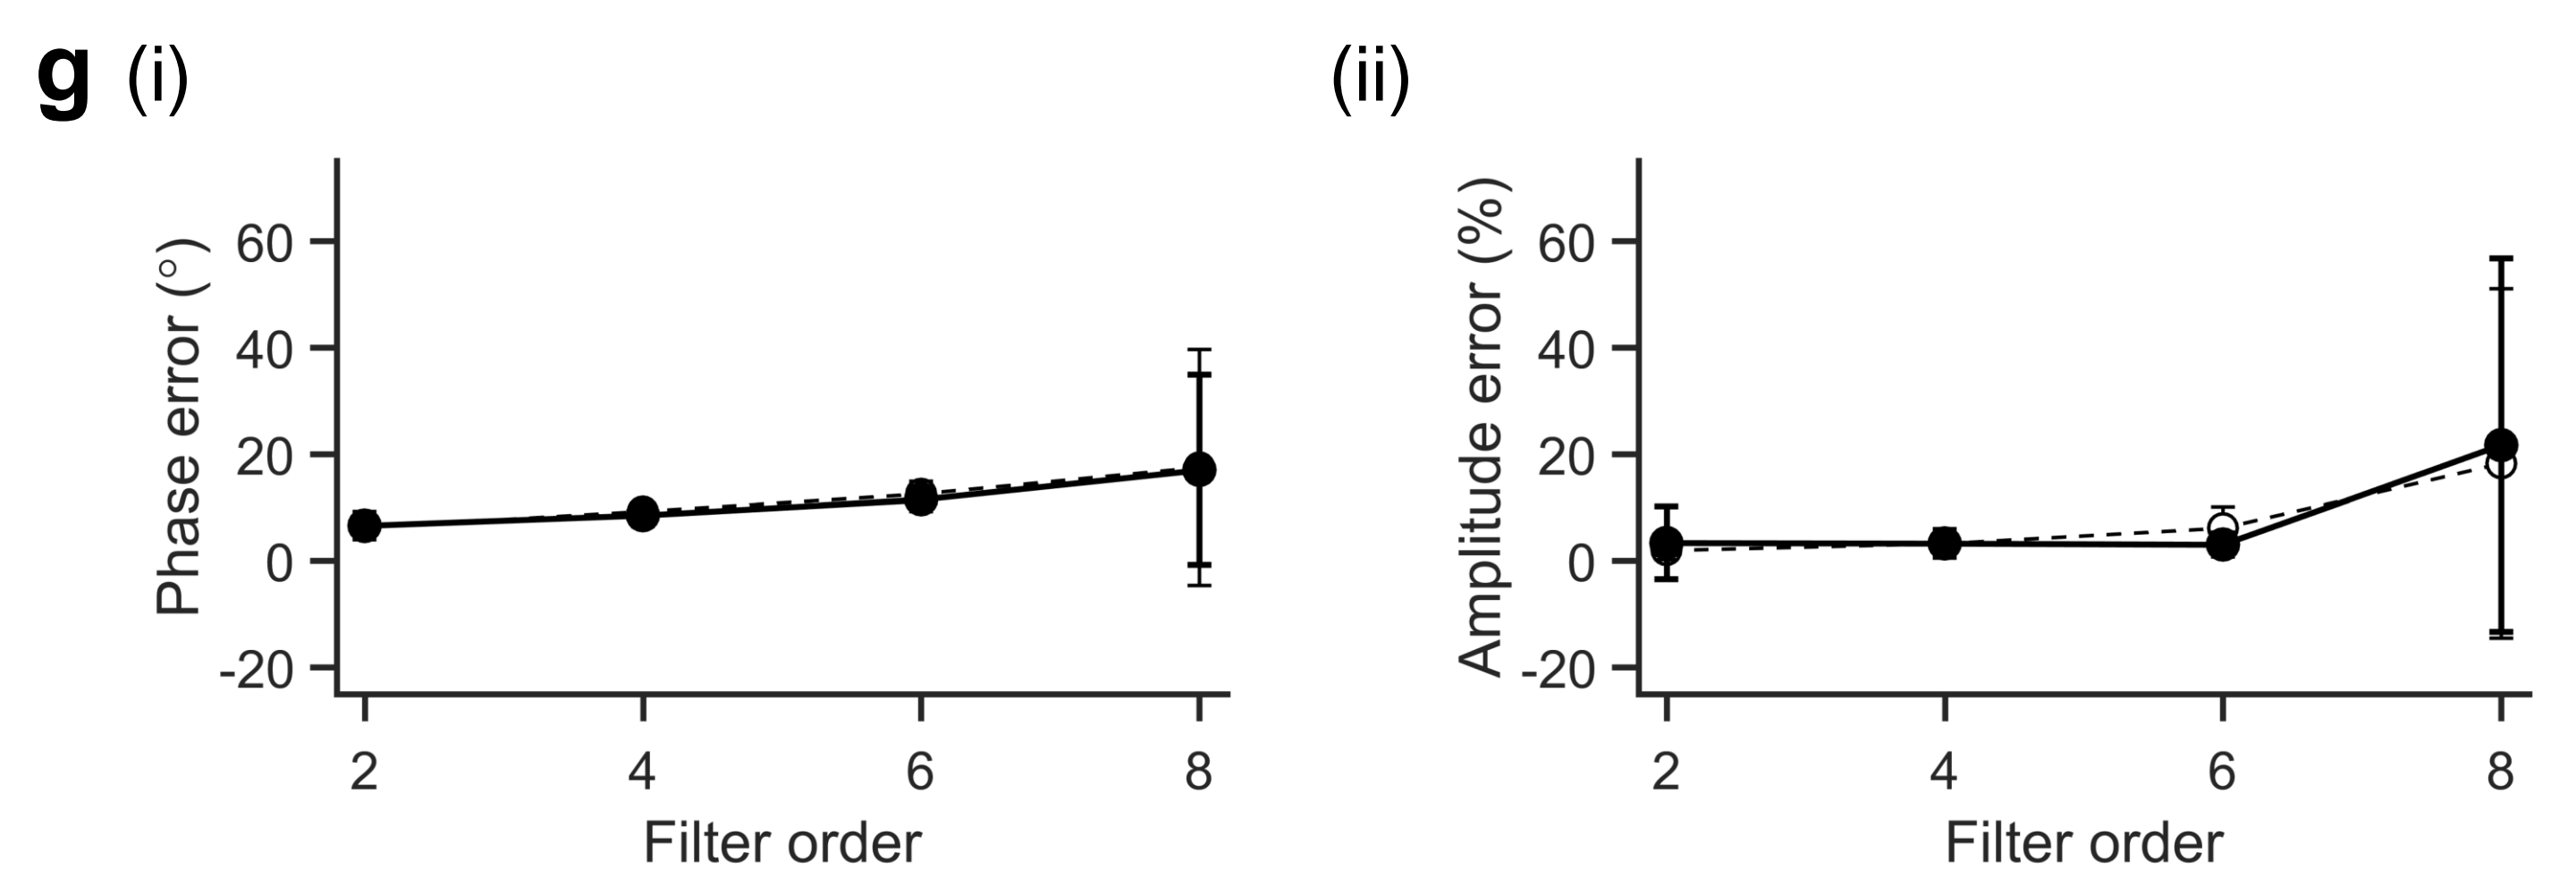 g (i)
(ii)
Phase error (°)
60
40
20
0
-20
2 4 6 8
Filter order
Amplitude error (%)
60
40
20
0
-20
2 4 6 8
Filter order